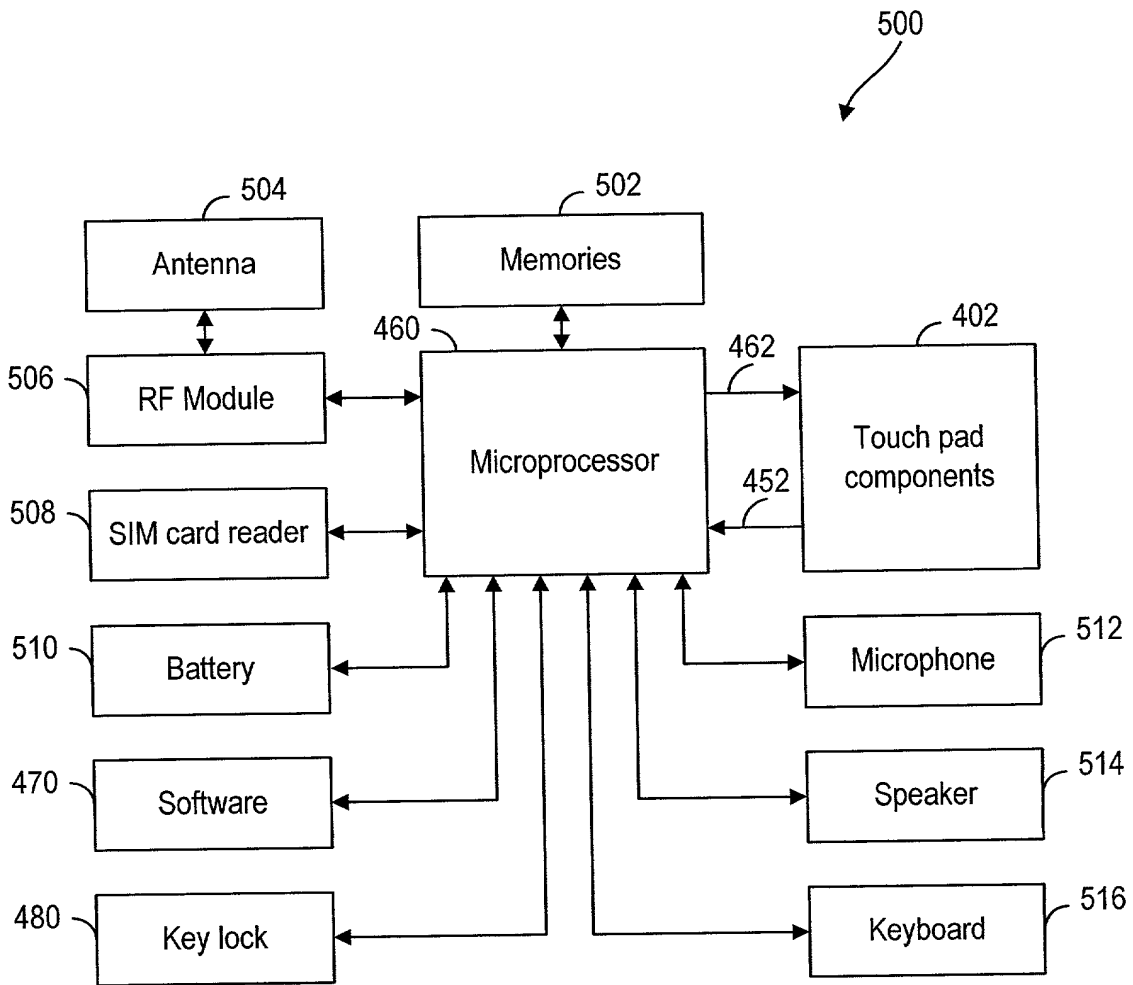 500
504
502
Antenna
Memories
460
462
402
506
RF Module
Microprocessor
Touch pad
components
452
508
SIM card reader
510
Battery
Microphone
512
470
Software
Speaker
514
480
Key lock
Keyboard
516